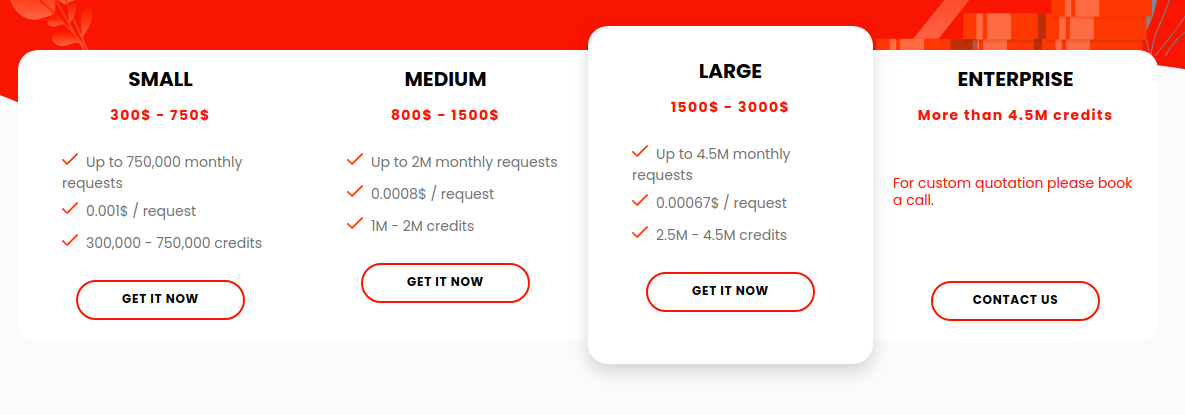 SMALL
300$ - 750$
Up to 750,000 monthly
requests
0.001$ / request
300,000 - 750,000 credits
GET IT NOW
MEDIUM
800$ - 1500$
Up to 2M monthly requests
0.0008$ / request
1M - 2M credits
GET IT NOW
LARGE
1500$ - 3000$
Up to 4.5M monthly
requests
0.00067$ / request
2.5M - 4.5M credits
GET IT NOW
ENTERPRISE
More than 4.5M credits
For custom quotation please book
a call.
CONTACT US